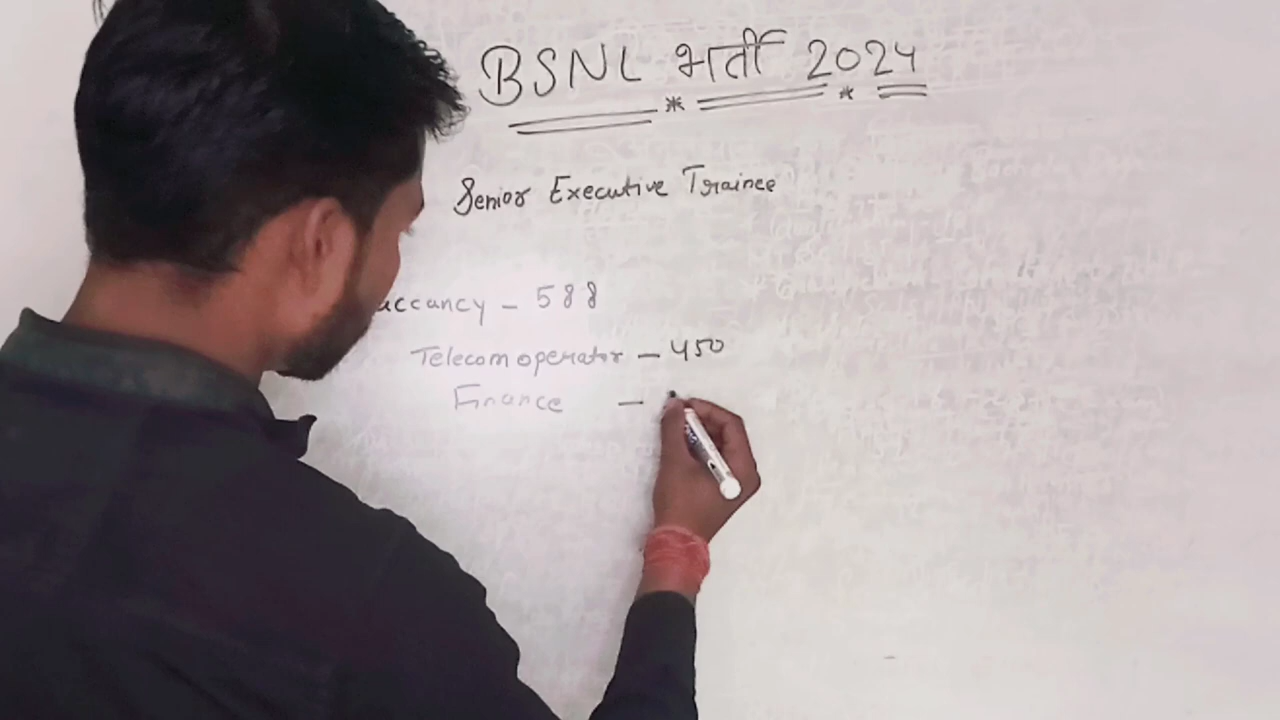 BSNL भर्ती 2024
Senior Executive Trainee
accancy - 588
Telecom operator - 450
Finance -